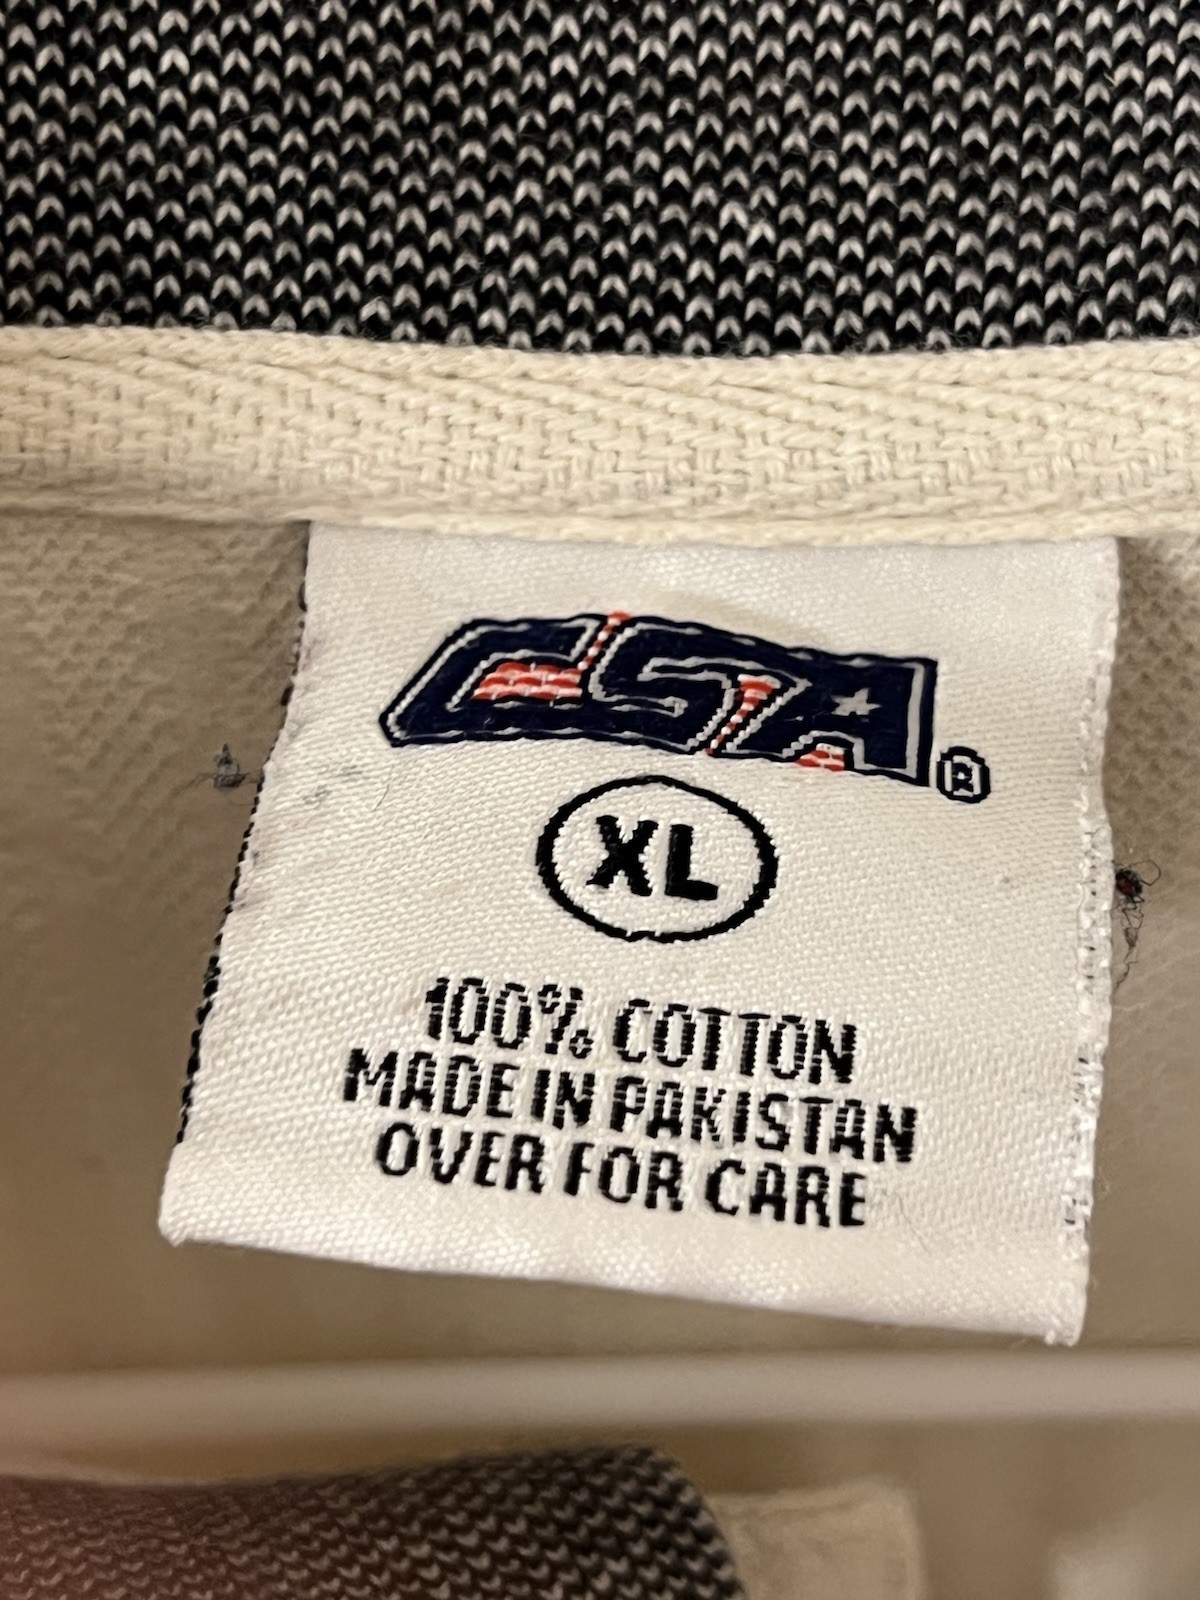 CSA®
XL
100% COTTON
MADE IN PAKISTAN
OVER FOR CARE